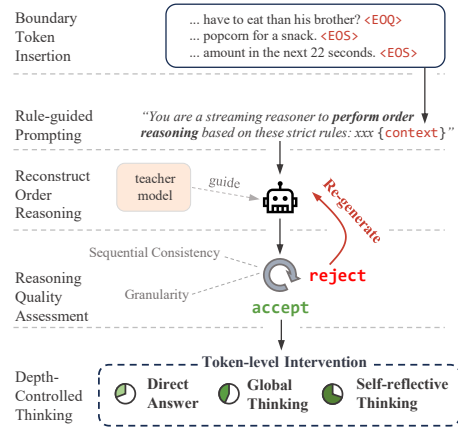 Boundary
Token
Insertion
... have to eat than his brother? <EOQ>
... popcorn for a snack. <EOS>
... amount in the next 22 seconds. <EOS>
Rule-guided
Prompting
“You are a streaming reasoner to perform order
reasoning based on these strict rules: xxx {context}”
Reconstruct
Order
Reasoning
teacher
model
guide
Re-generate
Reasoning
Quality
Assessment
Sequential Consistency
Granularity
reject
accept
Depth-
Controlled
Thinking
Token-level Intervention
Direct
Answer
Global
Thinking
Self-reflective
Thinking